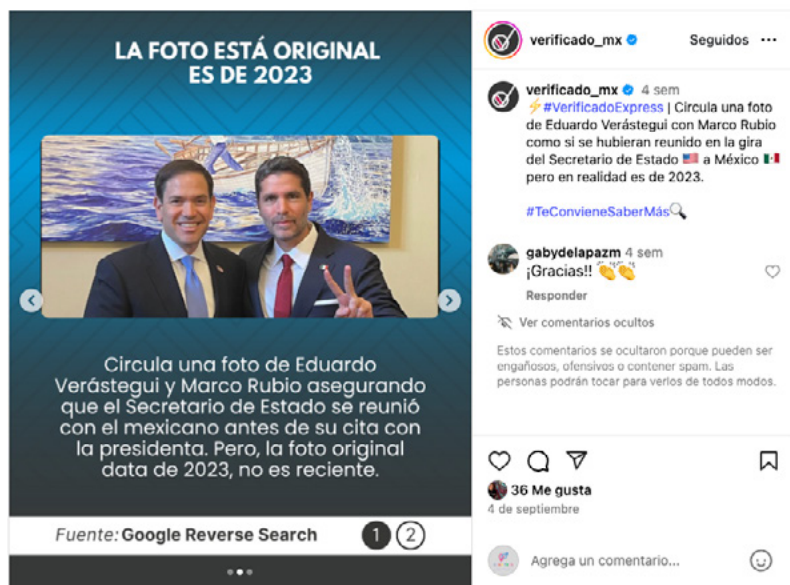 LA FOTO ESTÁ ORIGINAL
ES DE 2023
Circula una foto de Eduardo
Verástegui y Marco Rubio asegurando
que el Secretario de Estado se reunió
con el mexicano antes de su cita con
la presidenta. Pero, la foto original
data de 2023, no es reciente.
Fuente: Google Reverse Search
1 2
verificado_mx
Seguidos
verificado_mx 4 sem
⚡#VerificadoExpress | Circula una foto
de Eduardo Verástegui con Marco Rubio
como si se hubieran reunido en la gira
del Secretario de Estado 🇺🇸 a México 🇲🇽
pero en realidad es de 2023.
#TeConvieneSaberMás🔍
gabydelapazm 4 sem
¡Gracias!! 👏👏
Responder
Ver comentarios ocultos
Estos comentarios se ocultaron porque pueden ser
engañosos, ofensivos o contener spam. Las
personas podrán tocar para verlos de todos modos.
36 Me gusta
4 de septiembre
Agrega un comentario...